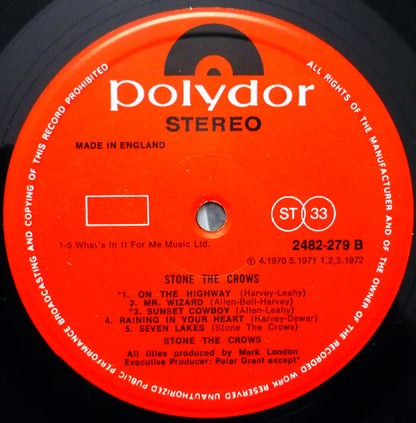 polydor
STEREO
MADE IN ENGLAND
ST 33
1-5. What's In It For Me Music Ltd.
2482-279 B
℗ 4.1970 5.1971 1,2,3.1972
STONE THE CROWS
*1. ON THE HIGHWAY (Harvey-Leahy)
2. MR. WIZARD (Allen-Bell-Harvey)
*3. SUNSET COWBOY (Allen-Leahy)
4. RAINING IN YOUR HEART (Harvey-Dewar)
5. SEVEN LAKES (Stone The Crows)
STONE THE CROWS
All titles produced by Mark London
Executive Producer: Peter Grant except*
ALL RIGHTS OF THE MANUFACTURER AND OF THE OWNER OF THE RECORDED WORK RESERVED UNAUTHORIZED PUBLIC PERFORMANCE BROADCASTING AND COPYING OF THIS RECORD PROHIBITED